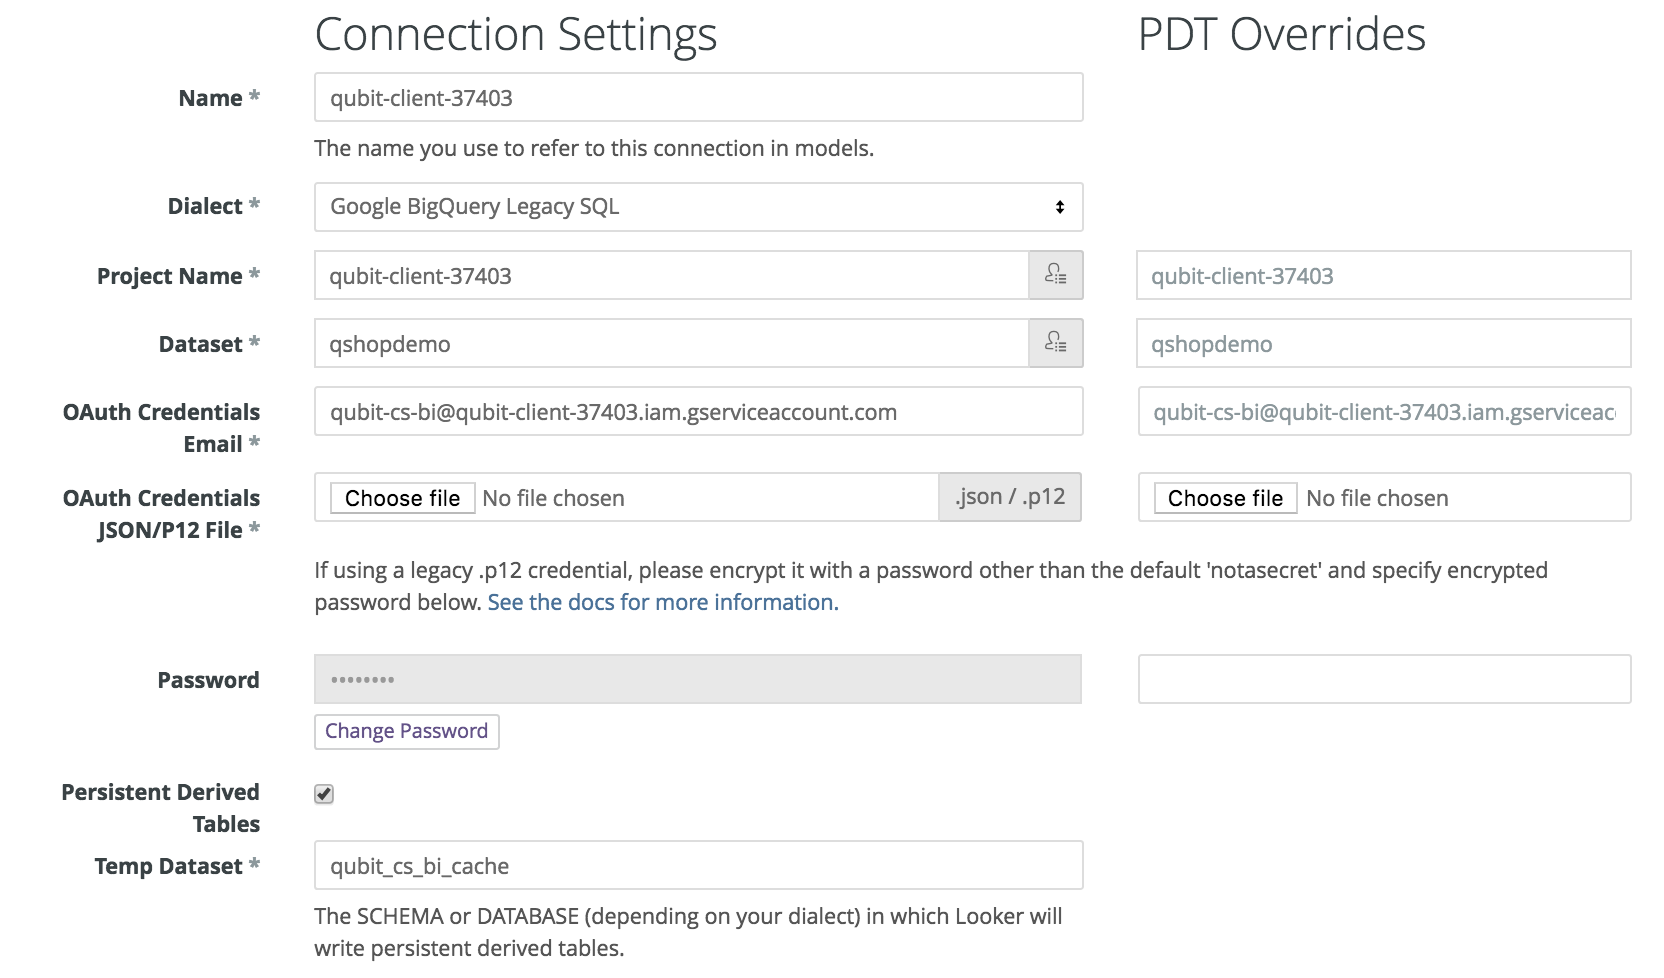 Connection Settings
PDT Overrides
Name *
qubit-client-37403
The name you use to refer to this connection in models.
Dialect *
Google BigQuery Legacy SQL
Project Name *
qubit-client-37403
qubit-client-37403
Dataset *
qshopdemo
qshopdemo
OAuth Credentials
Email *
qubit-cs-bi@qubit-client-37403.iam.gserviceaccount.com
qubit-cs-bi@qubit-client-37403.iam.gserviceac
OAuth Credentials
JSON/P12 File *
Choose file No file chosen
.json / .p12
Choose file No file chosen
If using a legacy .p12 credential, please encrypt it with a password other than the default 'notasecret' and specify encrypted
password below. See the docs for more information.
Password
••••••••
Change Password
Persistent Derived
Tables
Temp Dataset *
qubit_cs_bi_cache
The SCHEMA or DATABASE (depending on your dialect) in which Looker will
write persistent derived tables.